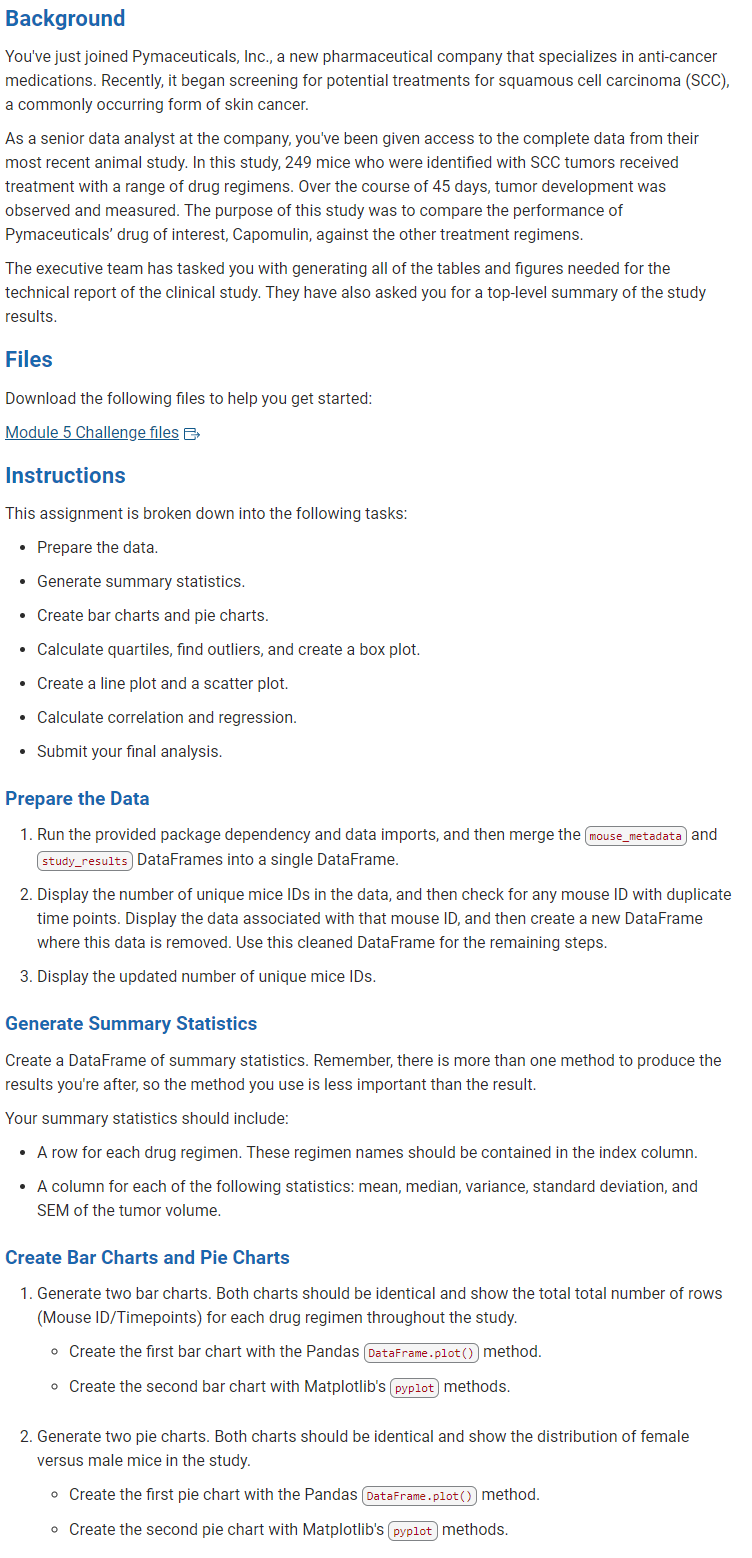 Background
You've just joined Pymaceuticals, Inc., a new pharmaceutical company that specializes in anti-cancer
medications. Recently, it began screening for potential treatments for squamous cell carcinoma (SCC),
a commonly occurring form of skin cancer.
As a senior data analyst at the company, you've been given access to the complete data from their
most recent animal study. In this study, 249 mice who were identified with SCC tumors received
treatment with a range of drug regimens. Over the course of 45 days, tumor development was
observed and measured. The purpose of this study was to compare the performance of
Pymaceuticals’ drug of interest, Capomulin, against the other treatment regimens.
The executive team has tasked you with generating all of the tables and figures needed for the
technical report of the clinical study. They have also asked you for a top-level summary of the study
results.
Files
Download the following files to help you get started:
Module 5 Challenge files
Instructions
This assignment is broken down into the following tasks:
• Prepare the data.
• Generate summary statistics.
• Create bar charts and pie charts.
• Calculate quartiles, find outliers, and create a box plot.
• Create a line plot and a scatter plot.
• Calculate correlation and regression.
• Submit your final analysis.
Prepare the Data
1. Run the provided package dependency and data imports, and then merge the mouse_metadata and
study_results DataFrames into a single DataFrame.
2. Display the number of unique mice IDs in the data, and then check for any mouse ID with duplicate
time points. Display the data associated with that mouse ID, and then create a new DataFrame
where this data is removed. Use this cleaned DataFrame for the remaining steps.
3. Display the updated number of unique mice IDs.
Generate Summary Statistics
Create a DataFrame of summary statistics. Remember, there is more than one method to produce the
results you're after, so the method you use is less important than the result.
Your summary statistics should include:
• A row for each drug regimen. These regimen names should be contained in the index column.
• A column for each of the following statistics: mean, median, variance, standard deviation, and
SEM of the tumor volume.
Create Bar Charts and Pie Charts
1. Generate two bar charts. Both charts should be identical and show the total total number of rows
(Mouse ID/Timepoints) for each drug regimen throughout the study.
◦ Create the first bar chart with the Pandas DataFrame.plot() method.
◦ Create the second bar chart with Matplotlib's pyplot methods.
2. Generate two pie charts. Both charts should be identical and show the distribution of female
versus male mice in the study.
◦ Create the first pie chart with the Pandas DataFrame.plot() method.
◦ Create the second pie chart with Matplotlib's pyplot methods.